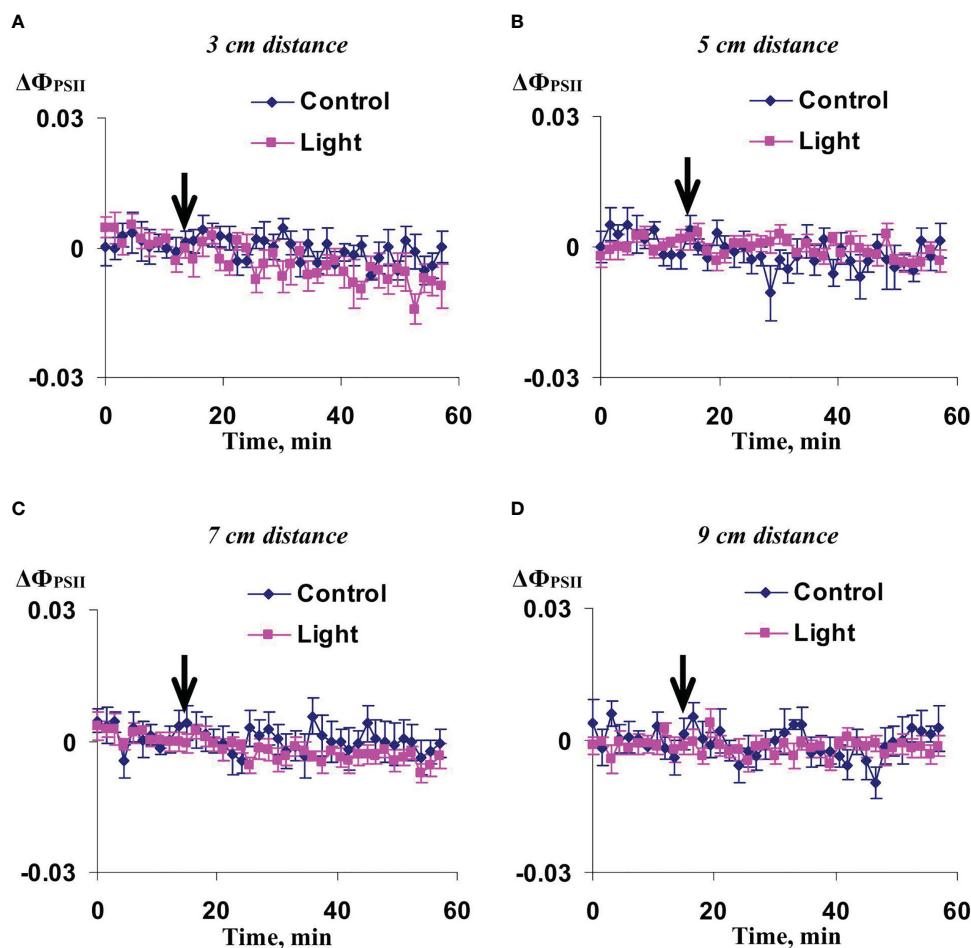 A
3 cm distance
ΔΦPSII
Control
Light
0.03
0
-0.03
0 20 40 60
Time, min
B
5 cm distance
ΔΦPSII
Control
Light
0.03
0
-0.03
0 20 40 60
Time, min
C
7 cm distance
ΔΦPSII
Control
Light
0.03
0
-0.03
0 20 40 60
Time, min
D
9 cm distance
ΔΦPSII
Control
Light
0.03
0
-0.03
0 20 40 60
Time, min